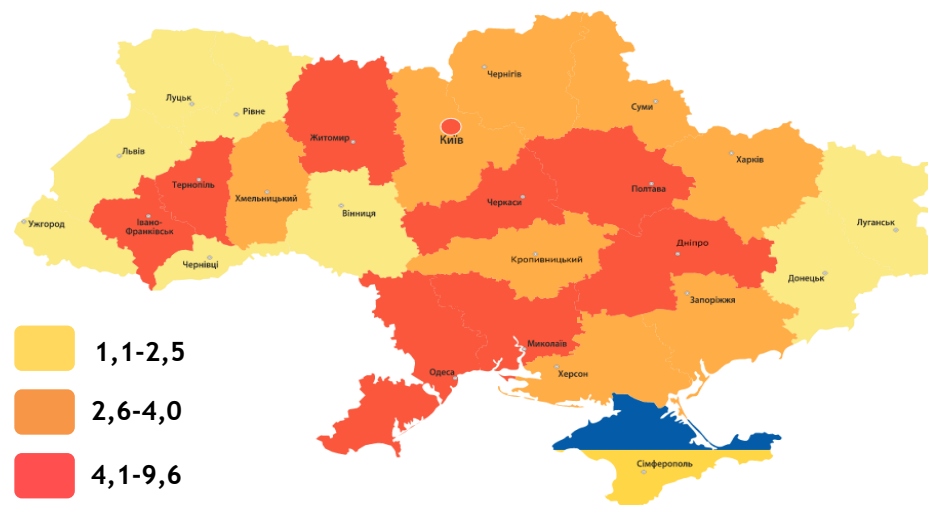 Чернігів
Луцьк
Рівне
Суми
Житомир
Київ
Львів
Харків
Тернопіль
Полтава
Хмельницький
Черкаси
Вінниця
Ужгород
Івано-
Франківськ
Луганськ
Дніпро
Чернівці
Кропивницький
Донецьк
Запоріжжя
Миколаїв
Одеса
Херсон
Сімферополь
1,1-2,5
2,6-4,0
4,1-9,6